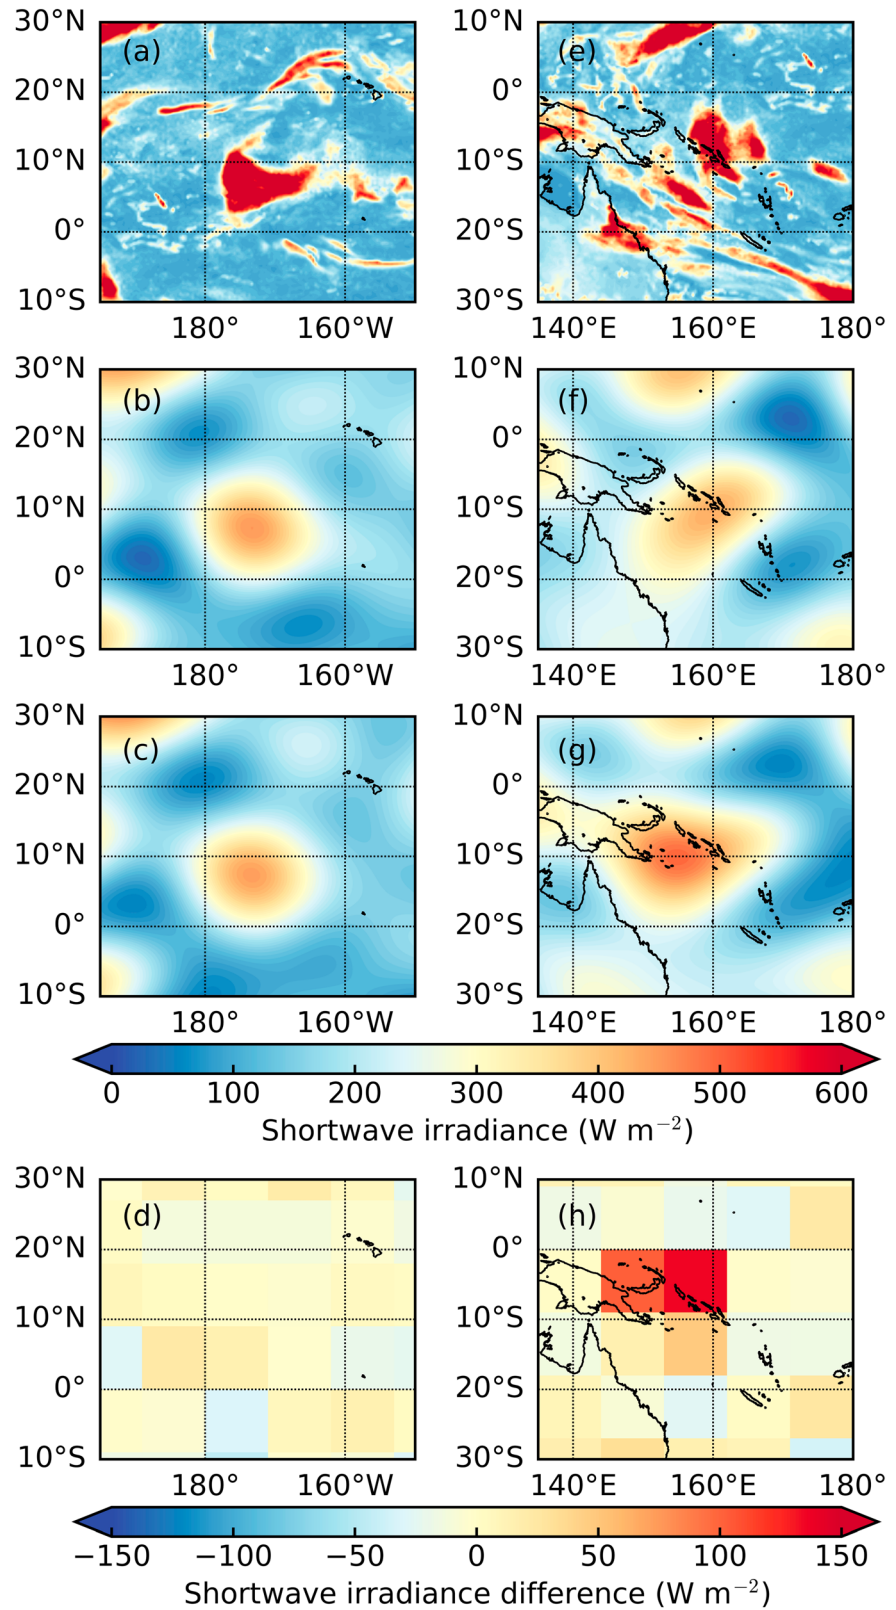 30°N
20°N
10°N
0°
10°S
(a)
180°
160°W
10°N
0°
10°S
20°S
30°S
(e)
140°E
160°E
180°
30°N
20°N
10°N
0°
10°S
(b)
180°
160°W
10°N
0°
10°S
20°S
30°S
(f)
140°E
160°E
180°
30°N
20°N
10°N
0°
10°S
(c)
180°
160°W
10°N
0°
10°S
20°S
30°S
(g)
140°E
160°E
180°
0 100 200 300 400 500 600
Shortwave irradiance (W m⁻²)
30°N
20°N
10°N
0°
10°S
(d)
180°
160°W
10°N
0°
10°S
20°S
30°S
(h)
140°E
160°E
180°
−150 −100 −50 0 50 100 150
Shortwave irradiance difference (W m⁻²)